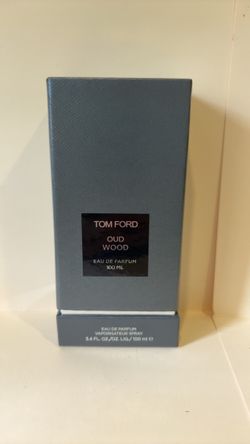 TOM FORD
OUD
WOOD
EAU DE PARFUM
100 ML
EAU DE PARFUM
VAPORISATEUR SPRAY
3.4 FL. OZ./OZ. LIQ./100 ml ℮